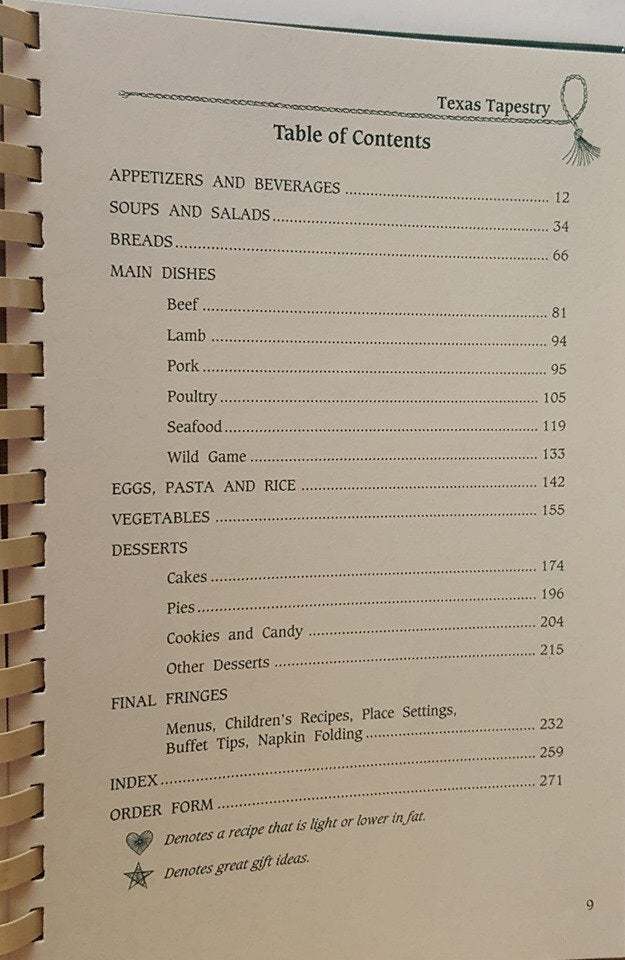 Texas Tapestry
Table of Contents
APPETIZERS AND BEVERAGES ................................................ 12
SOUPS AND SALADS ................................................ 34
BREADS ................................................ 66
MAIN DISHES
Beef ................................................ 81
Lamb ................................................ 94
Pork ................................................ 95
Poultry ................................................ 105
Seafood ................................................ 119
Wild Game ................................................ 133
EGGS, PASTA AND RICE ................................................ 142
VEGETABLES ................................................ 155
DESSERTS
Cakes ................................................ 174
Pies ................................................ 196
Cookies and Candy ................................................ 204
Other Desserts ................................................ 215
FINAL FRINGES
Menus, Children's Recipes, Place Settings,
Buffet Tips, Napkin Folding ................................................ 232
INDEX ................................................ 259
ORDER FORM ................................................ 271
Denotes a recipe that is light or lower in fat.
Denotes great gift ideas.
9